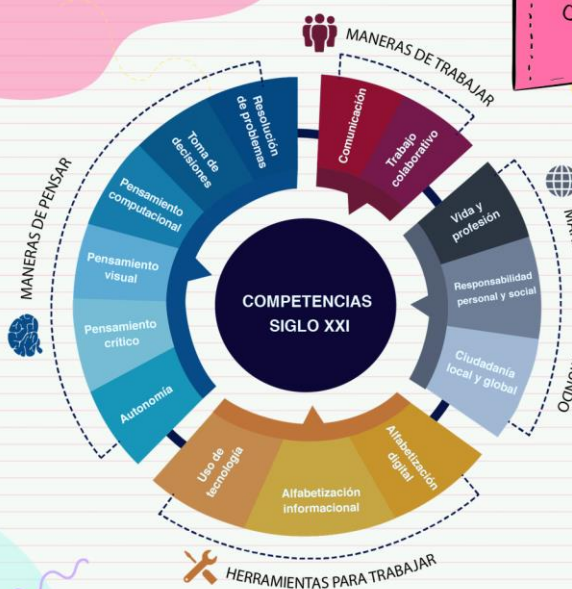 MANERAS DE TRABAJAR
Comunicación
Trabajo
colaborativo
Vida y
profesión
Responsabilidad
personal y social
Ciudadanía
local y global
COMPETENCIAS
SIGLO XXI
MANERAS DE PENSAR
Resolución
de problemas
Toma de
decisiones
Pensamiento
computacional
Pensamiento
visual
Pensamiento
crítico
Autonomía
Uso de
tecnología
Alfabetización
informacional
Alfabetización
digital
HERRAMIENTAS PARA TRABAJAR